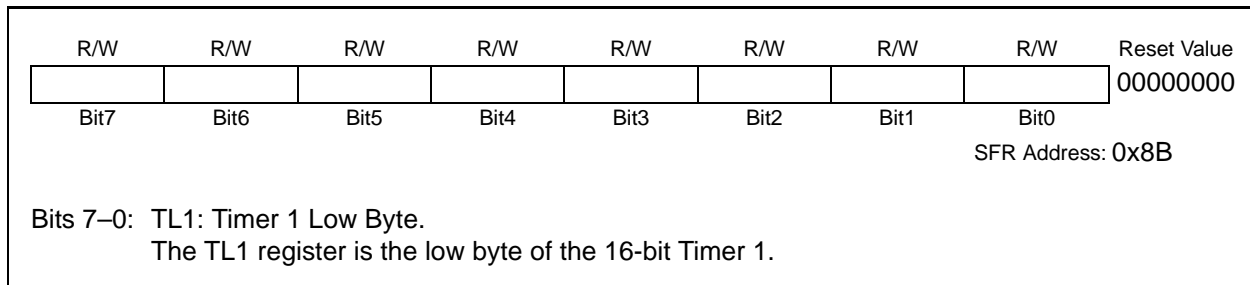 R/W R/W R/W R/W R/W R/W R/W R/W Reset Value
00000000
Bit7 Bit6 Bit5 Bit4 Bit3 Bit2 Bit1 Bit0
SFR Address: 0x8B
Bits 7–0: TL1: Timer 1 Low Byte.
The TL1 register is the low byte of the 16-bit Timer 1.